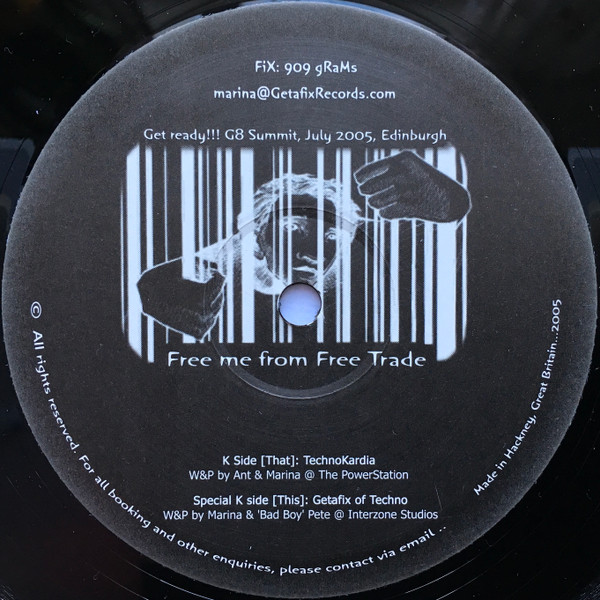 FiX: 909 gRaMs
marina@GetafixRecords.com
Get ready!!! G8 Summit, July 2005, Edinburgh
Free me from Free Trade
K Side [That]: TechnoKardia
W&P by Ant & Marina @ The PowerStation
Special K side [This]: Getafix of Techno
W&P by Marina & 'Bad Boy' Pete @ Interzone Studios
© All rights reserved. For all booking and other enquiries, please contact via email ..
Made in Hackney, Great Britain...2005